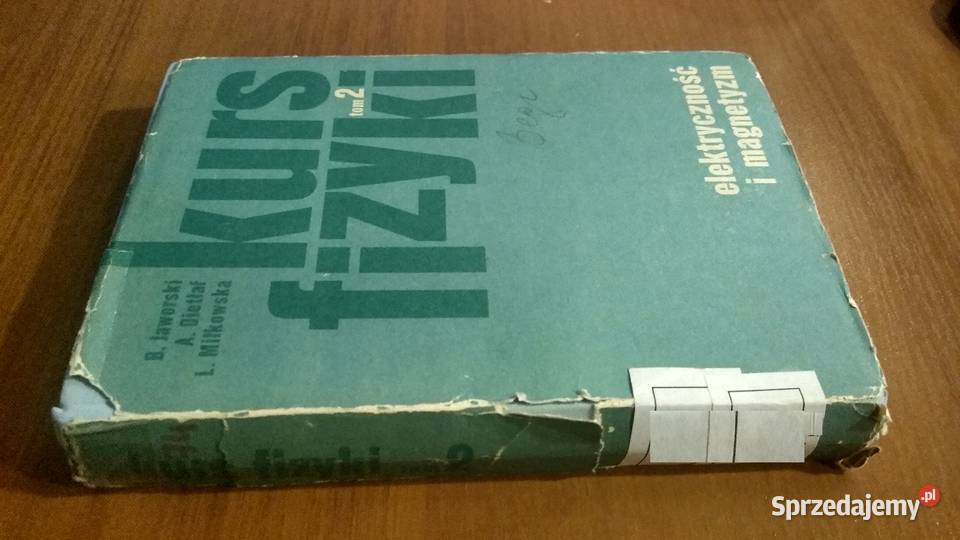 B. Jaworski
A. Dietłaf
L. Miłkowska
kurs
fizyki
tom 2.
elektryczność
i magnetyzm
fizyki
2
Sprzedajemy.pl